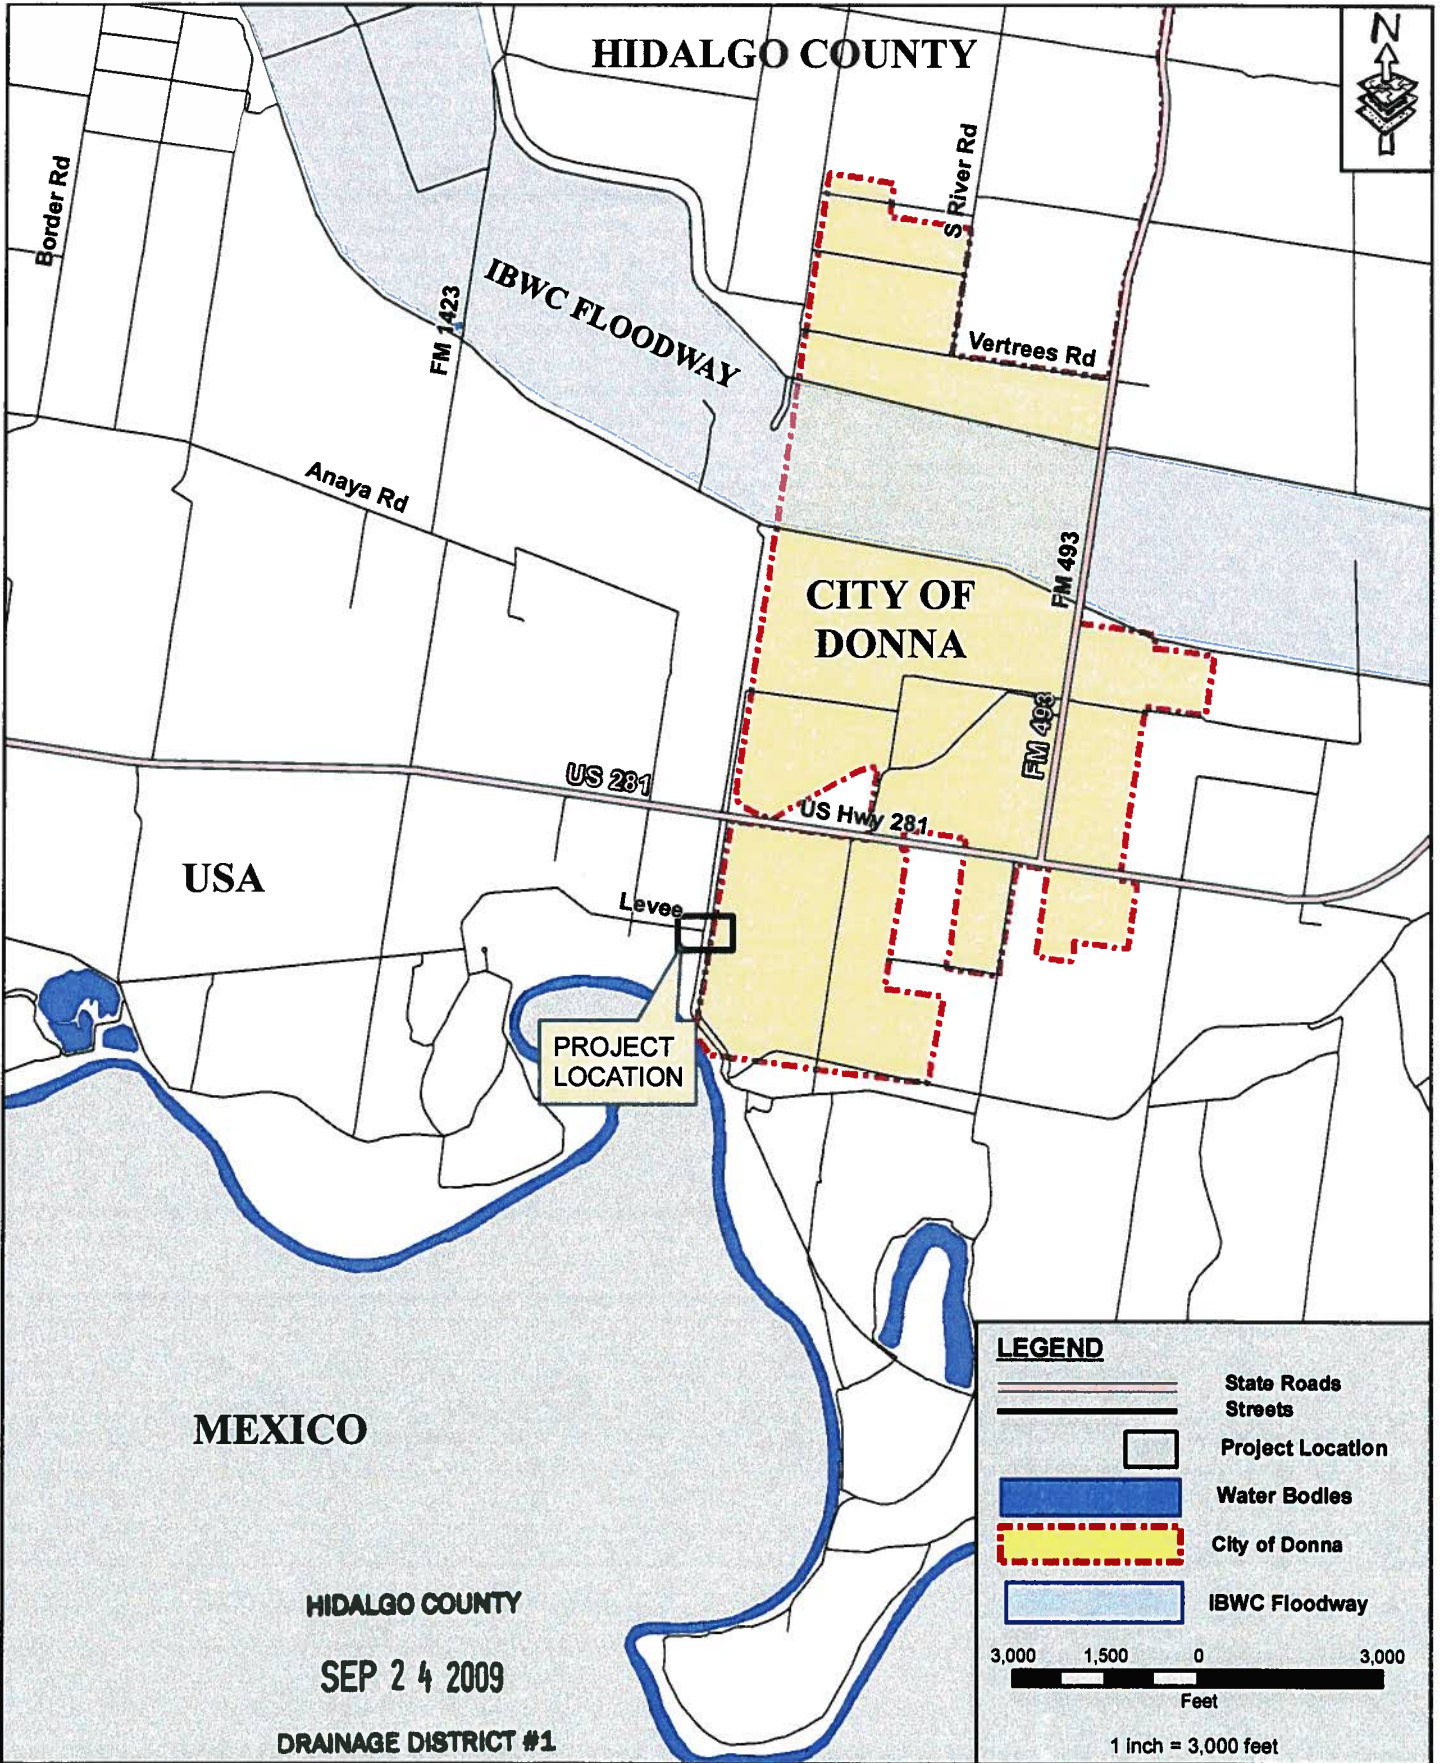 HIDALGO COUNTY
N
Border Rd
S River Rd
FM 1423
IBWC FLOODWAY
Vertrees Rd
Anaya Rd
FM 493
CITY OF
DONNA
FM 493
US 281
US Hwy 281
USA
Levee
PROJECT
LOCATION
MEXICO
LEGEND
State Roads
Streets
Project Location
Water Bodies
City of Donna
IBWC Floodway
3,000 1,500 0 3,000
Feet
1 inch = 3,000 feet
HIDALGO COUNTY
SEP 24 2009
DRAINAGE DISTRICT #1